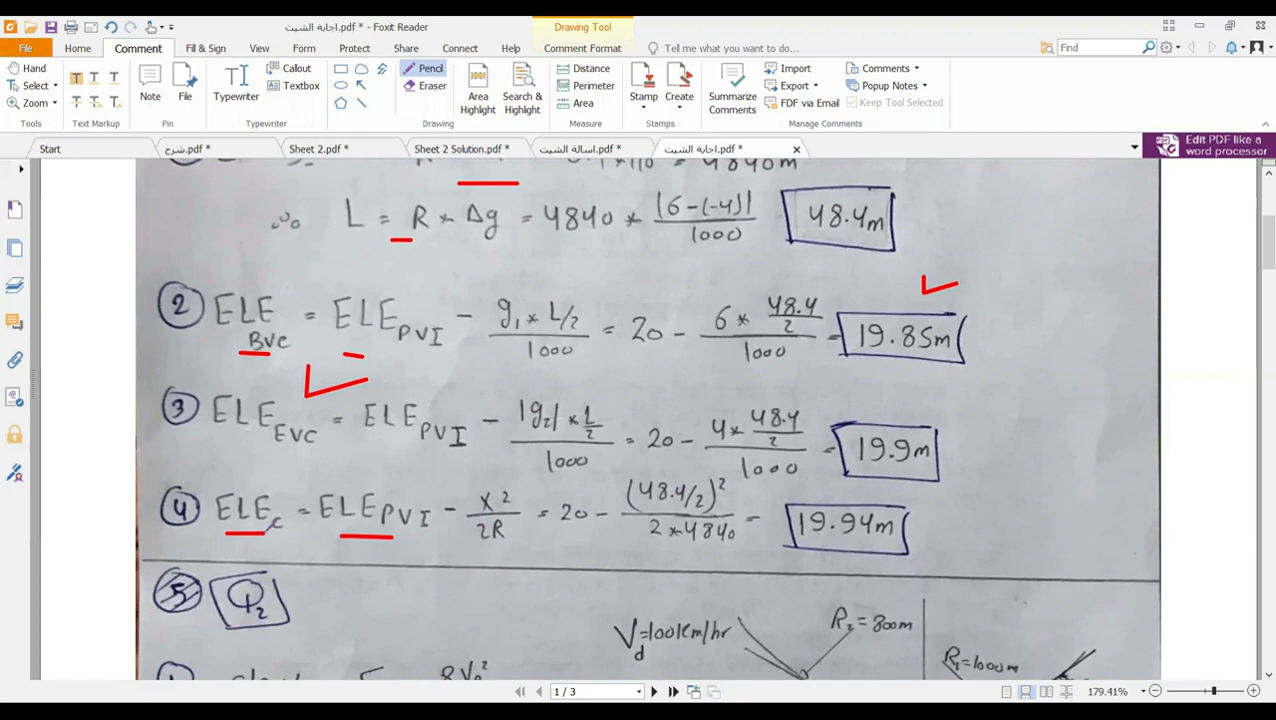 اجابة الشيت.pdf * - Foxit Reader
Drawing Tool
File Home Comment Fill & Sign View Form Protect Share Connect Help Comment Format Tell me what you want to do... Find
Hand
Select
Zoom
Tools
Text Markup
Note
File
Pin
Typewriter
Callout
Textbox
Typewriter
Pencil
Eraser
Drawing
Area Highlight
Search & Highlight
Distance
Perimeter
Area
Measure
Stamp
Create
Stamps
Summarize Comments
Import
Export
FDF via Email
Comments
Popup Notes
Keep Tool Selected
Manage Comments
Start شرح.pdf * Sheet 2.pdf * Sheet 2 Solution.pdf * اسالة الشيت.pdf * اجابة الشيت.pdf *
Edit PDF like a word processor
= 4840m
L = R * Δg = 4840 * |6-(-4)| / 1000 48.4m
2 ELE BVC = ELE PVI - g1 * L/2 / 1000 = 20 - 6 * 48.4/2 / 1000 = 19.85m
3 ELE EVC = ELE PVI - |g2| * L/2 / 1000 = 20 - 4 * 48.4/2 / 1000 = 19.9m
4 ELE C = ELE PVI - X² / 2R = 20 - (48.4/2)² / 2*4840 = 19.94m
Q2
Vd=100km/hr R2=800m
R1=1000m
1 / 3 179.41%